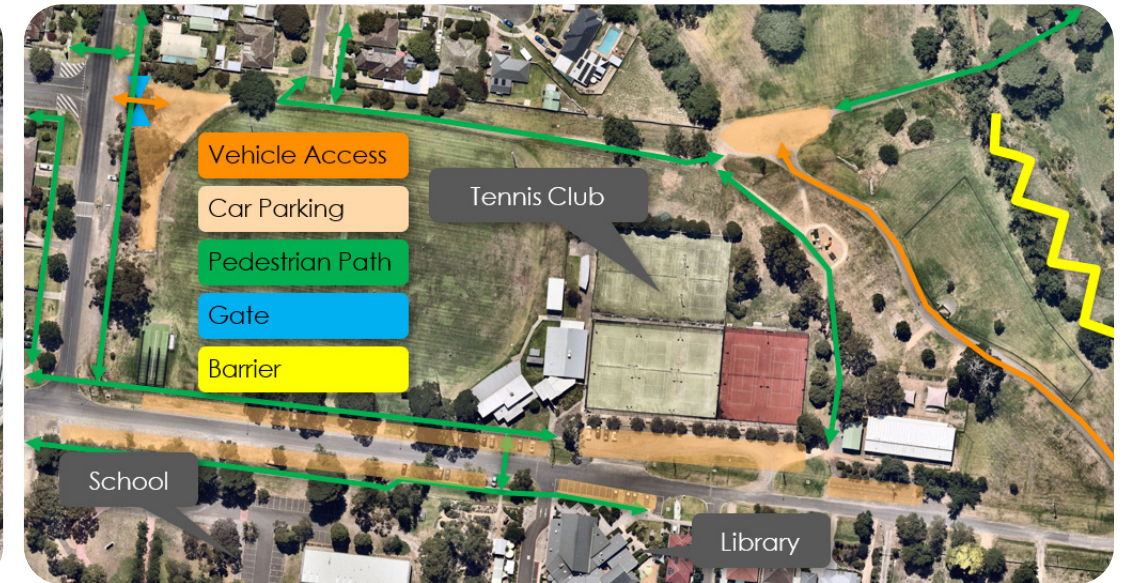 Vehicle Access
Car Parking
Pedestrian Path
Gate
Barrier
Tennis Club
School
Library